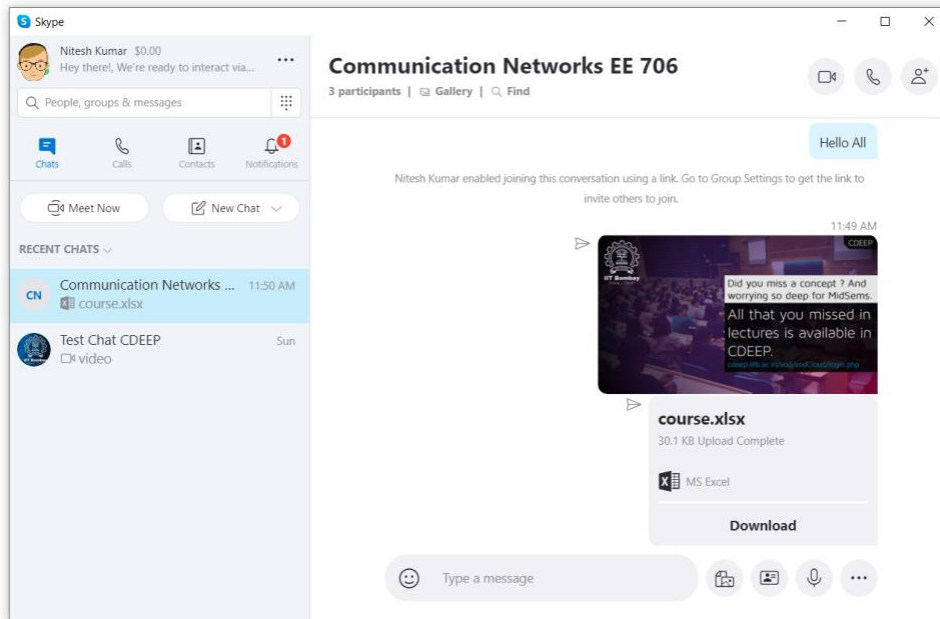 Skype
Nitesh Kumar $0.00
Hey there!, We're ready to interact via...
People, groups & messages
Chats
Calls
Contacts
Notifications
1
Meet Now
New Chat
RECENT CHATS
CN
Communication Networks ... 11:50 AM
course.xlsx
Test Chat CDEEP Sun
video
Communication Networks EE 706
3 participants | Gallery | Find
Hello All
Nitesh Kumar enabled joining this conversation using a link. Go to Group Settings to get the link to
invite others to join.
11:49 AM
CDEEP
IIT Bombay
Did you miss a concept ? And
worrying so deep for MidSems.
All that you missed in
lectures is available in
CDEEP.
course.xlsx
30.1 KB Upload Complete
MS Excel
Download
Type a message